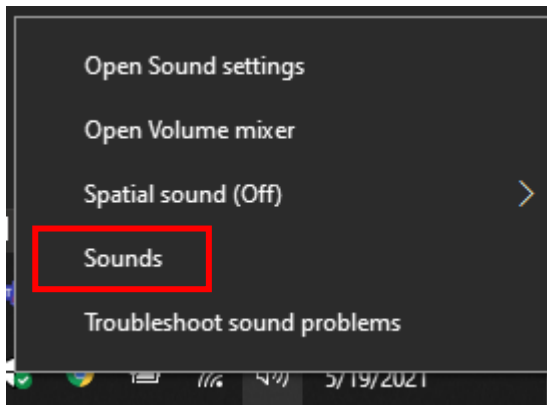 Open Sound settings
Open Volume mixer
Spatial sound (Off)
Sounds
Troubleshoot sound problems
5/19/2021